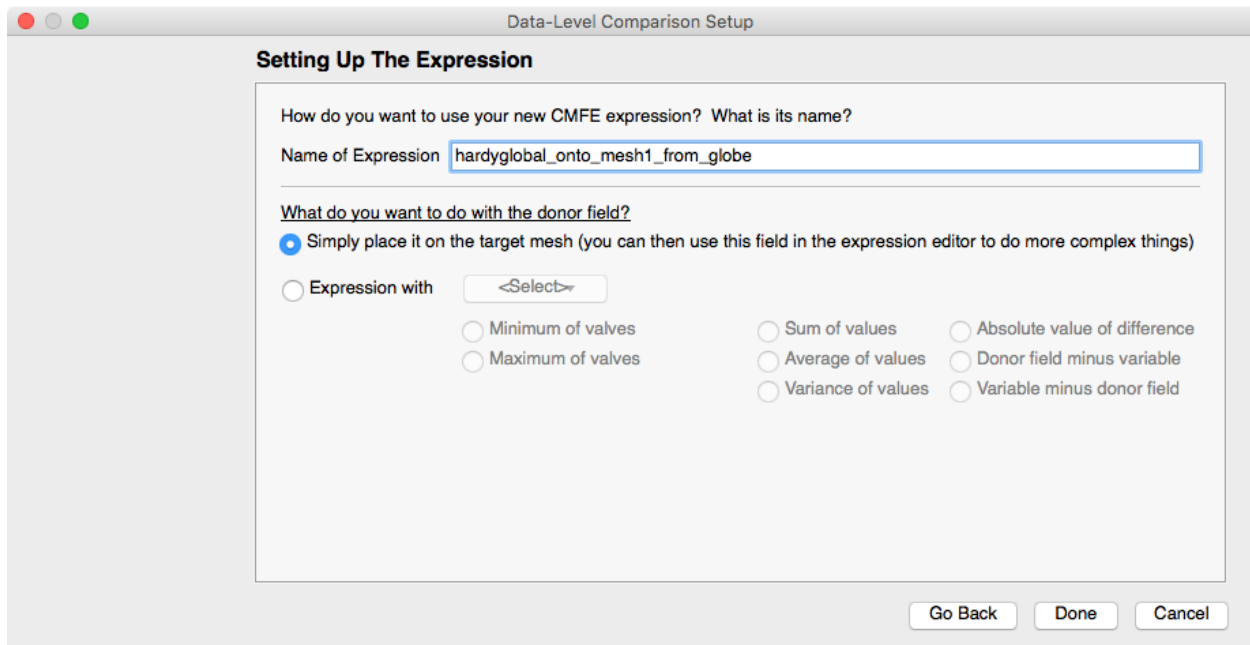 Data-Level Comparison Setup
Setting Up The Expression
How do you want to use your new CMFE expression? What is its name?
Name of Expression hardyglobal_onto_mesh1_from_globe
What do you want to do with the donor field?
Simply place it on the target mesh (you can then use this field in the expression editor to do more complex things)
Expression with <Select>
Minimum of valves Sum of values Absolute value of difference
Maximum of valves Average of values Donor field minus variable
Variance of values Variable minus donor field
Go Back Done Cancel